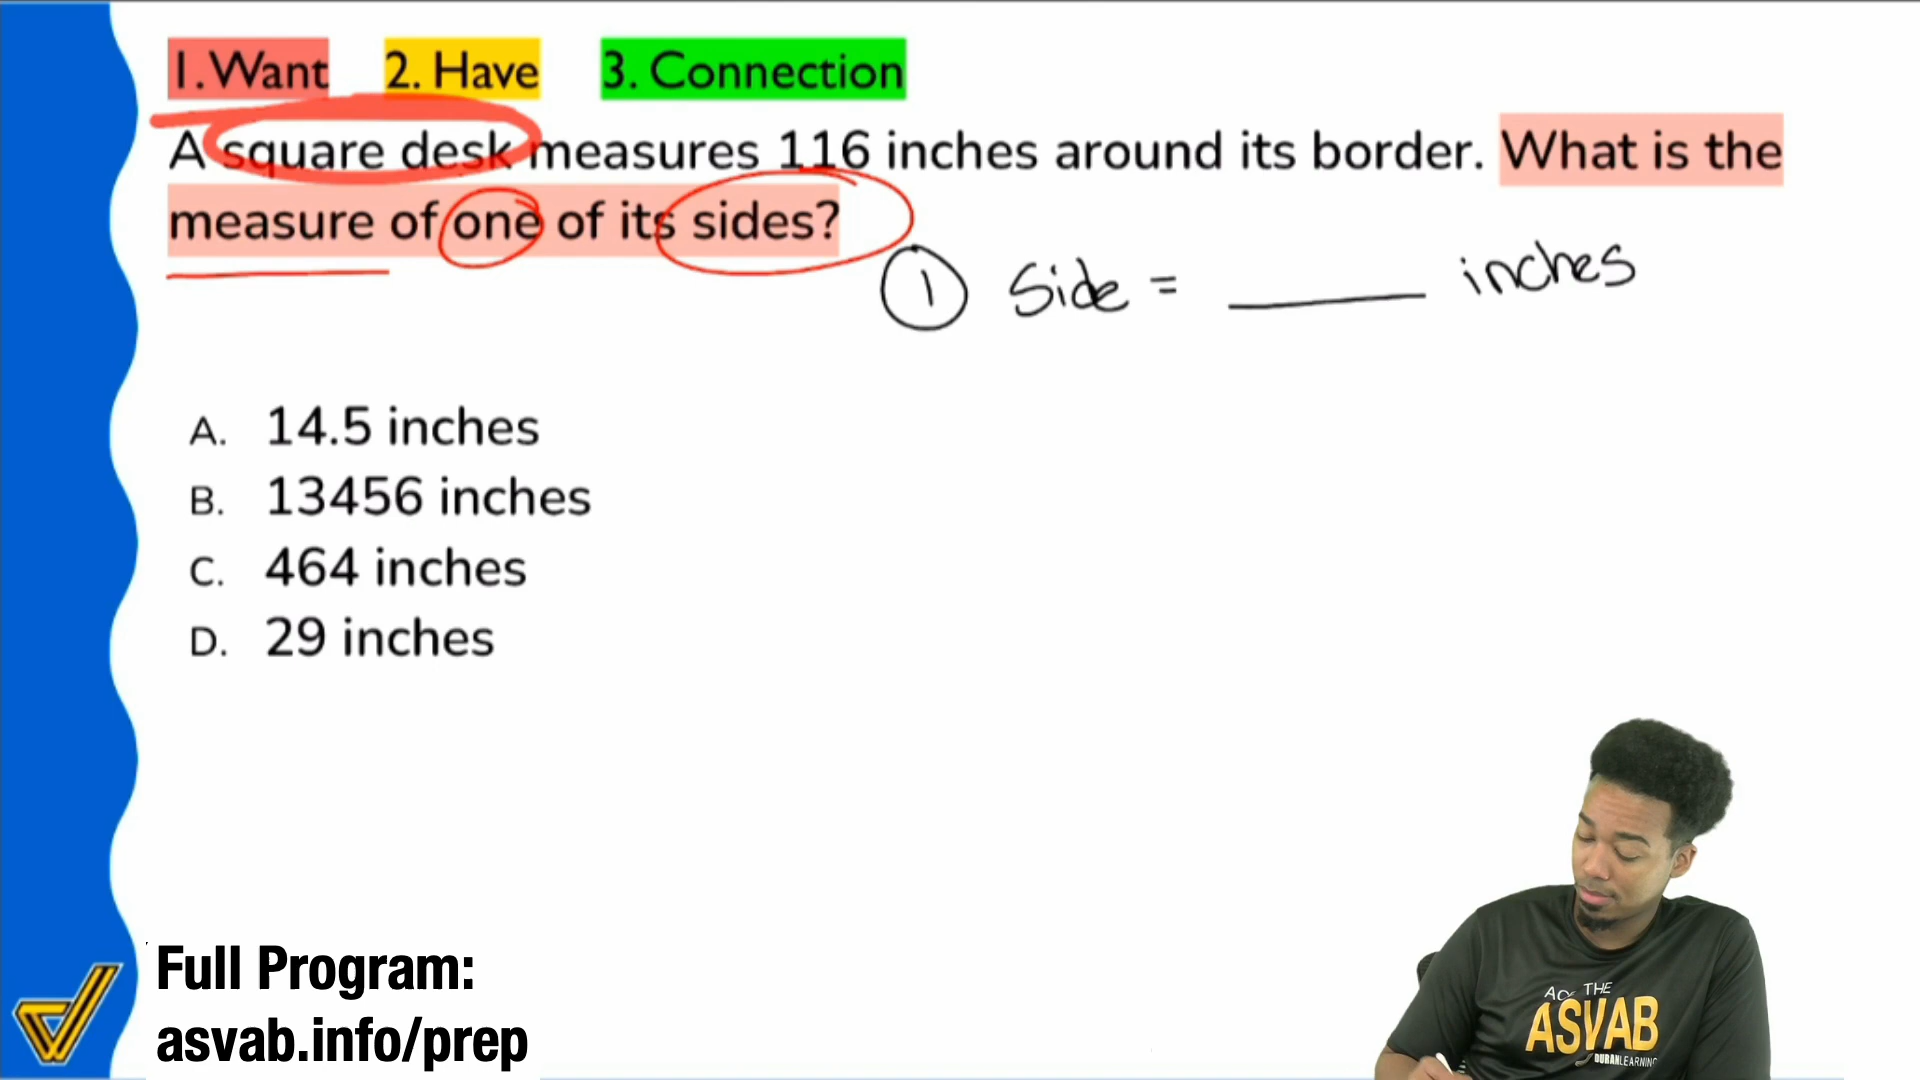 1. Want 2. Have 3. Connection
A square desk measures 116 inches around its border. What is the
measure of one of its sides?
1 Side = ______ inches
A. 14.5 inches
B. 13456 inches
C. 464 inches
D. 29 inches
Full Program:
asvab.info/prep
ACE THE
ASVAB
DURANLEARNING